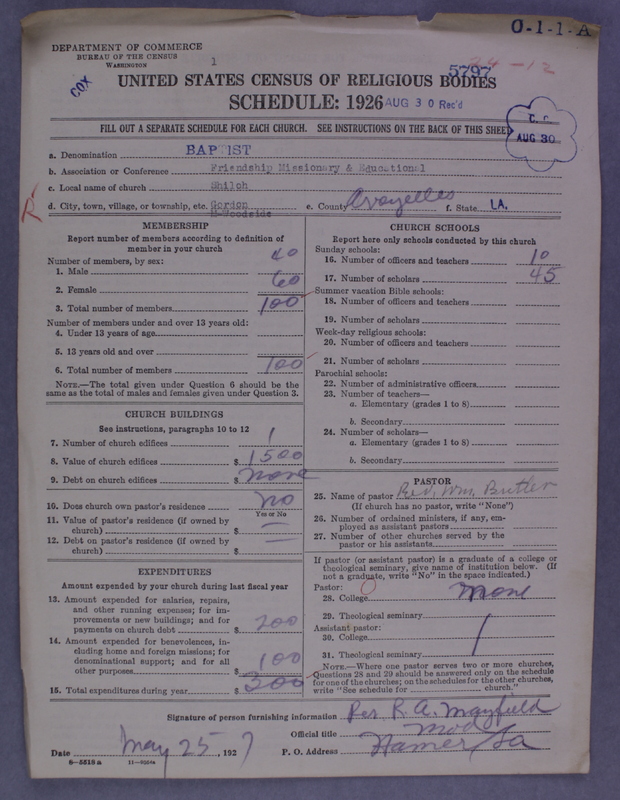 O-1-1-A
DEPARTMENT OF COMMERCE
BUREAU OF THE CENSUS
WASHINGTON
1
COX
5797
24-12
UNITED STATES CENSUS OF RELIGIOUS BODIES
SCHEDULE: 1926
AUG 30 Rec'd
C. C.
AUG 30
FILL OUT A SEPARATE SCHEDULE FOR EACH CHURCH. SEE INSTRUCTIONS ON THE BACK OF THIS SHEET
a. Denomination BAPTIST
b. Association or Conference Friendship Missionary & Educational
c. Local name of church Shiloh
R
d. City, town, village, or township, etc. Gordon e. County Avoyelles f. State LA.
MEMBERSHIP
Report number of members according to definition of
member in your church
Number of members, by sex:
1. Male 40
2. Female 60
3. Total number of members 100
Number of members under and over 13 years old:
4. Under 13 years of age
5. 13 years old and over
6. Total number of members 100
NOTE.—The total given under Question 6 should be the
same as the total of males and females given under Question 3.
CHURCH BUILDINGS
See instructions, paragraphs 10 to 12
7. Number of church edifices 1
8. Value of church edifices $ 1500
9. Debt on church edifices $ none
10. Does church own pastor's residence no
Yes or No
11. Value of pastor's residence (if owned by
church) $ —
12. Debt on pastor's residence (if owned by
church) $ —
EXPENDITURES
Amount expended by your church during last fiscal year
13. Amount expended for salaries, repairs,
and other running expenses; for im-
provements or new buildings; and for
payments on church debt $ 200
14. Amount expended for benevolences, in-
cluding home and foreign missions; for
denominational support; and for all
other purposes $ 100
15. Total expenditures during year $ 300
CHURCH SCHOOLS
Report here only schools conducted by this church
Sunday schools:
16. Number of officers and teachers 10
17. Number of scholars 45
Summer vacation Bible schools:
18. Number of officers and teachers
19. Number of scholars
Week-day religious schools:
20. Number of officers and teachers
21. Number of scholars
Parochial schools:
22. Number of administrative officers
23. Number of teachers—
a. Elementary (grades 1 to 8)
b. Secondary
24. Number of scholars—
a. Elementary (grades 1 to 8)
b. Secondary
PASTOR
25. Name of pastor Rev. Wm. Butler
(If church has no pastor, write "None")
26. Number of ordained ministers, if any, em-
ployed as assistant pastors
27. Number of other churches served by the
pastor or his assistants
If pastor (or assistant pastor) is a graduate of a college or
theological seminary, give name of institution below. (If
not a graduate, write "No" in the space indicated.)
Pastor:
28. College None
29. Theological seminary
Assistant pastor:
30. College
31. Theological seminary
NOTE.—Where one pastor serves two or more churches,
Questions 28 and 29 should be answered only on the schedule
for one of the churches; on the schedules for the other churches,
write "See schedule for church."
Signature of person furnishing information Per R. A. Mayfield
Official title Mod
Date May 25, 1927 P. O. Address Hamer, La
8—5518a 11—9264a